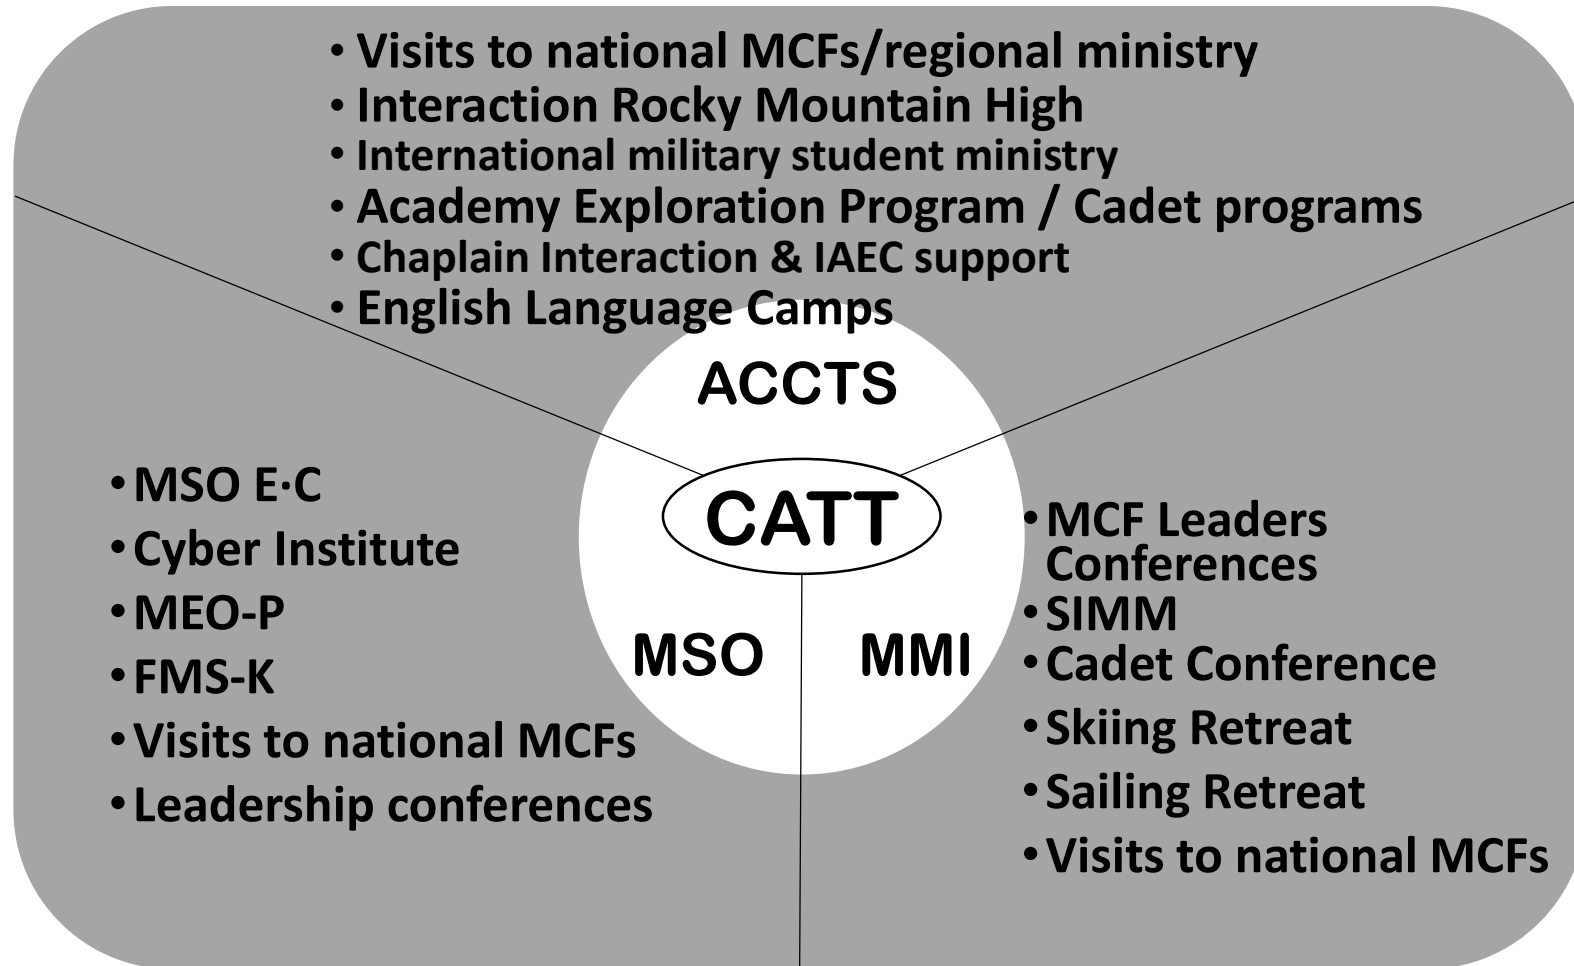 • Visits to national MCFs/regional ministry
• Interaction Rocky Mountain High
• International military student ministry
• Academy Exploration Program / Cadet programs
• Chaplain Interaction & IAEC support
• English Language Camps
ACCTS
CATT
MSO
MMI
• MSO E·C
• Cyber Institute
• MEO-P
• FMS-K
• Visits to national MCFs
• Leadership conferences
• MCF Leaders
Conferences
• SIMM
• Cadet Conference
• Skiing Retreat
• Sailing Retreat
• Visits to national MCFs